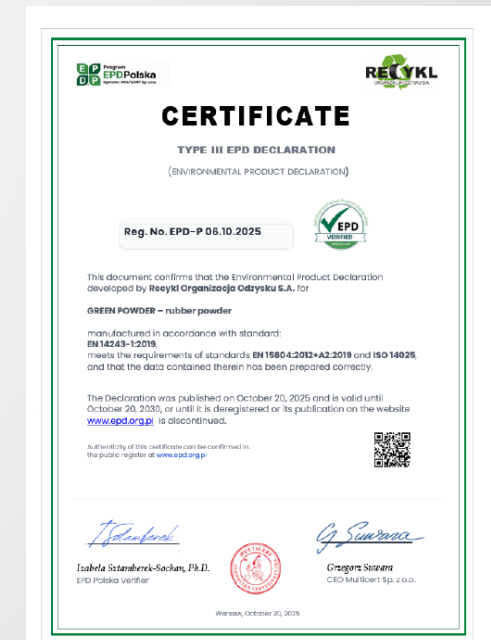 EPDP
Program
EPDPolska
RECYKL
CERTIFICATE
TYPE III EPD DECLARATION
(ENVIRONMENTAL PRODUCT DECLARATION)
Reg. No. EPD-P 06.10.2025
EPD
VERIFIED
This document confirms that the Environmental Product Declaration
developed by Recykl Organizacja Odzysku S.A. for
GREEN POWDER – rubber powder
manufactured in accordance with standard:
EN 14243-1:2019,
meets the requirements of standards EN 15804:2012+A2:2019 and ISO 14025,
and that the data contained therein has been prepared correctly.
The Declaration was published on October 20, 2025 and is valid until
October 20, 2030, or until it is deregistered or its publication on the website
www.epd.org.pl is discontinued.
Authenticity of this certificate can be confirmed in
the public register at www.epd.org.pl
Izabela Sztamberek-Sochan, Ph.D.
EPD Polska Verifier
MULTICERT
Grzegorz Suwara
CEO Multicert Sp. z o.o.
Warsaw, October 20, 2025